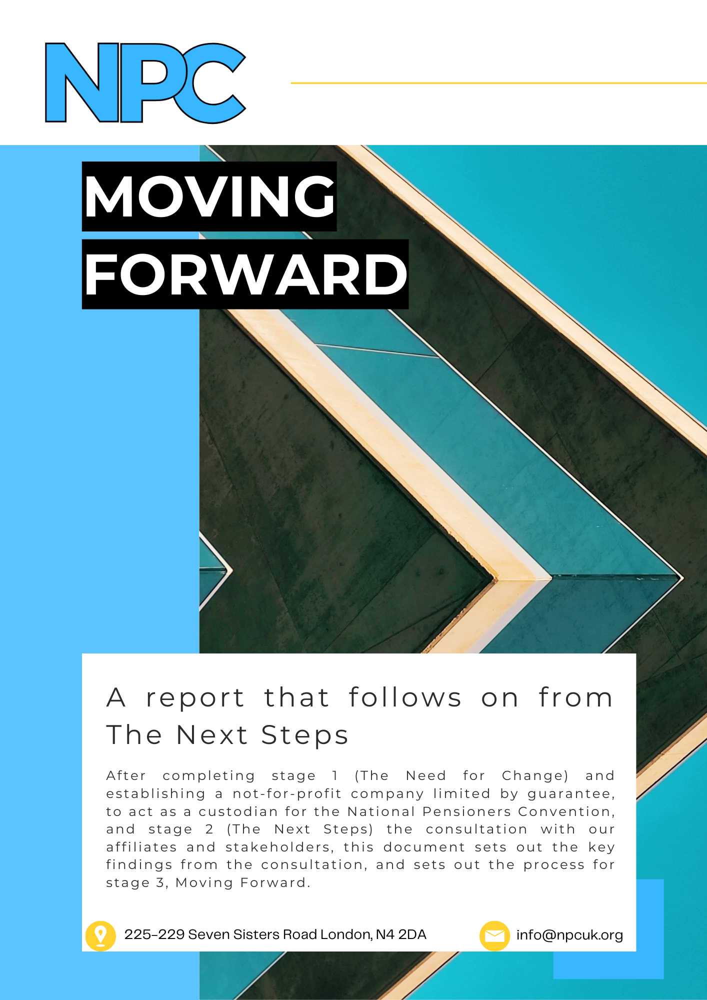 NPC
MOVING
FORWARD
A report that follows on from
The Next Steps
After completing stage 1 (The Need for Change) and
establishing a not-for-profit company limited by guarantee,
to act as a custodian for the National Pensioners Convention,
and stage 2 (The Next Steps) the consultation with our
affiliates and stakeholders, this document sets out the key
findings from the consultation, and sets out the process for
stage 3, Moving Forward.
225-229 Seven Sisters Road London, N4 2DA
info@npcuk.org